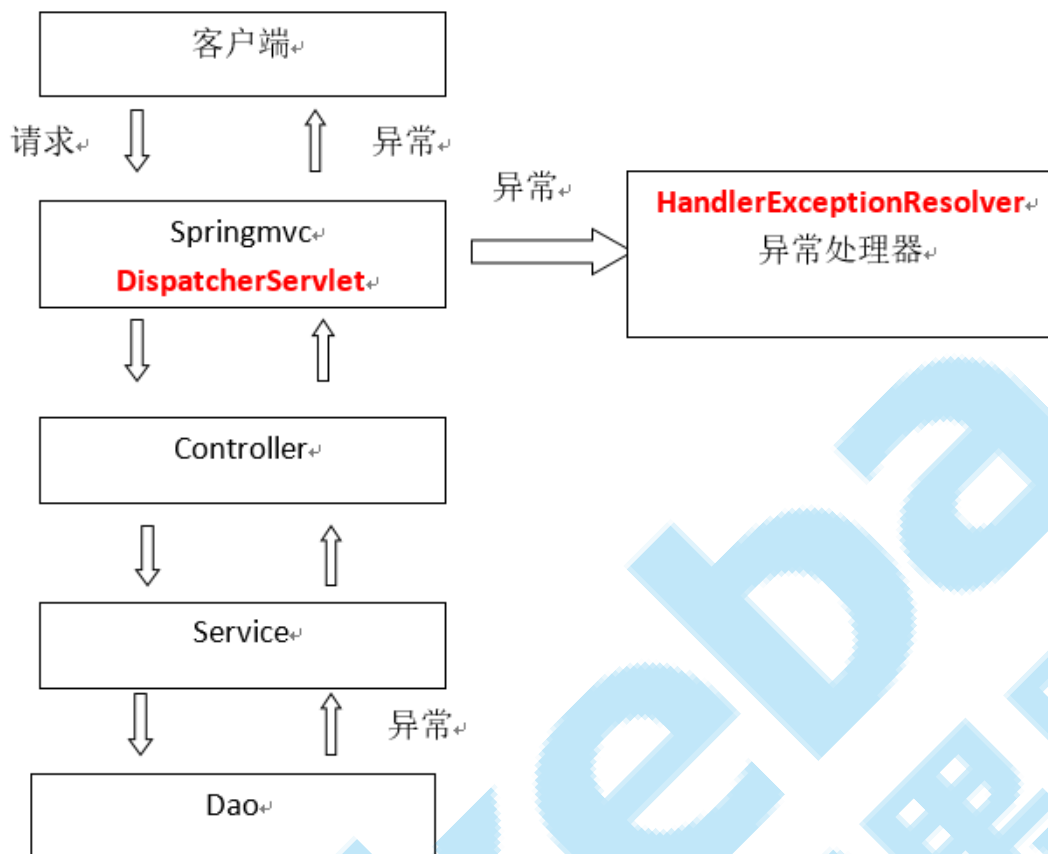 客户端
请求
异常
异常
Springmvc
DispatcherServlet
HandlerExceptionResolver
异常处理器
Controller
Service
异常
Dao